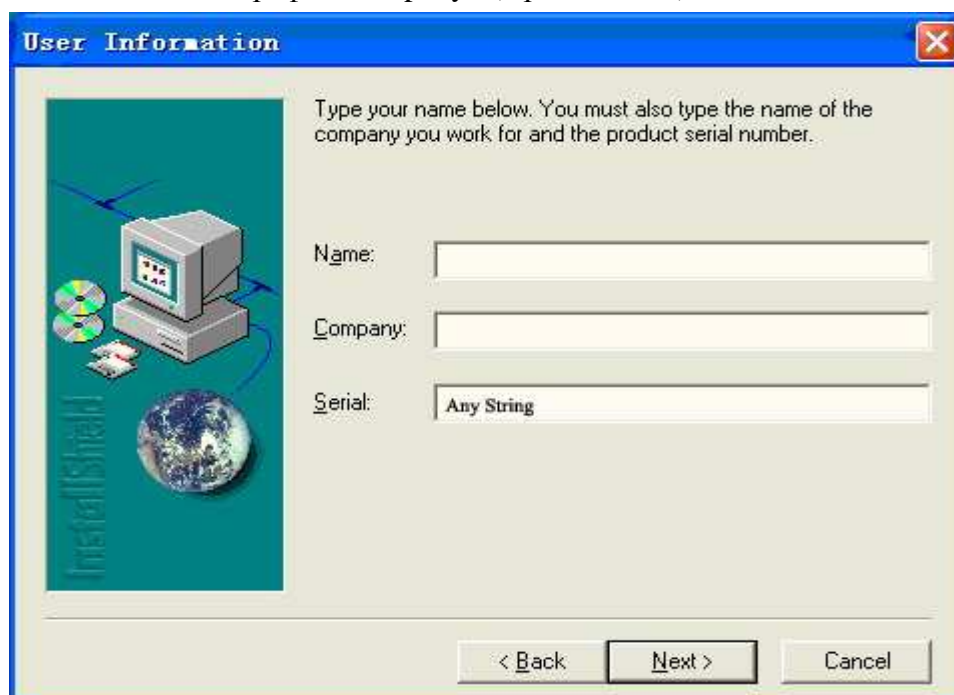 User Information
Type your name below. You must also type the name of the
company you work for and the product serial number.
Name:
Company:
Serial:
Any String
InstallShield
< Back
Next >
Cancel